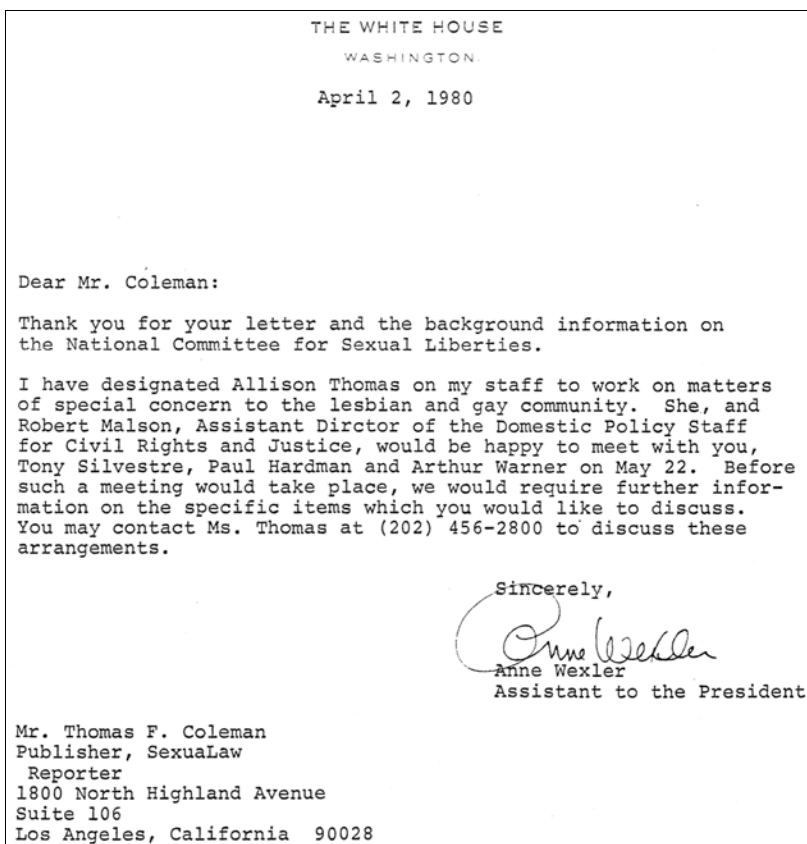 THE WHITE HOUSE
WASHINGTON
April 2, 1980
Dear Mr. Coleman:
Thank you for your letter and the background information on
the National Committee for Sexual Liberties.
I have designated Allison Thomas on my staff to work on matters
of special concern to the lesbian and gay community. She, and
Robert Malson, Assistant Dirctor of the Domestic Policy Staff
for Civil Rights and Justice, would be happy to meet with you,
Tony Silvestre, Paul Hardman and Arthur Warner on May 22. Before
such a meeting would take place, we would require further infor-
mation on the specific items which you would like to discuss.
You may contact Ms. Thomas at (202) 456-2800 to discuss these
arrangements.
Sincerely,
Anne Wexler
Anne Wexler
Assistant to the President
Mr. Thomas F. Coleman
Publisher, SexuaLaw
Reporter
1800 North Highland Avenue
Suite 106
Los Angeles, California 90028